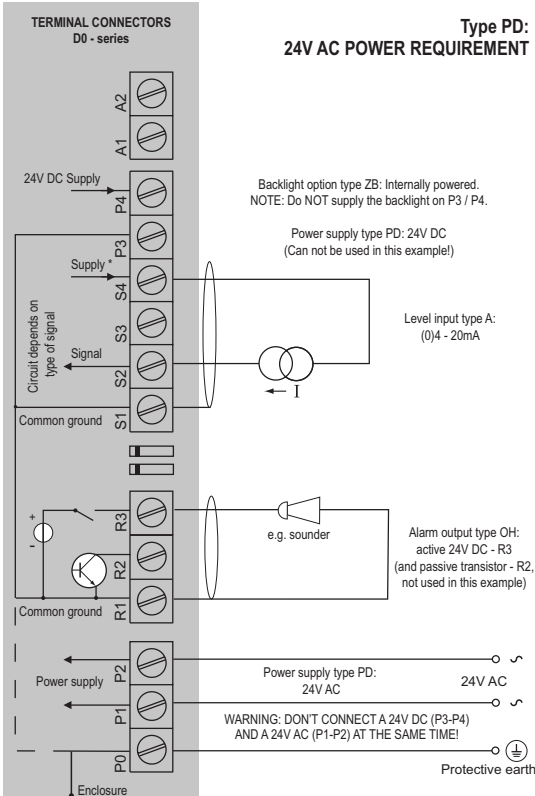 TERMINAL CONNECTORS
D0 - series
Type PD:
24V AC POWER REQUIREMENT
A2
A1
24V DC Supply
P4
Backlight option type ZB: Internally powered.
NOTE: Do NOT supply the backlight on P3 / P4.
P3
Power supply type PD: 24V DC
(Can not be used in this example!)
Supply *
S4
Circuit depends on
type of signal
S3
Level input type A:
(0)4 - 20mA
Signal
S2
I
S1
Common ground
+
-
R3
e.g. sounder
R2
Alarm output type OH:
active 24V DC - R3
(and passive transistor - R2,
not used in this example)
R1
Common ground
P2
Power supply
Power supply type PD:
24V AC
24V AC
P1
WARNING: DON'T CONNECT A 24V DC (P3-P4)
AND A 24V AC (P1-P2) AT THE SAME TIME!
P0
Protective earth
Enclosure